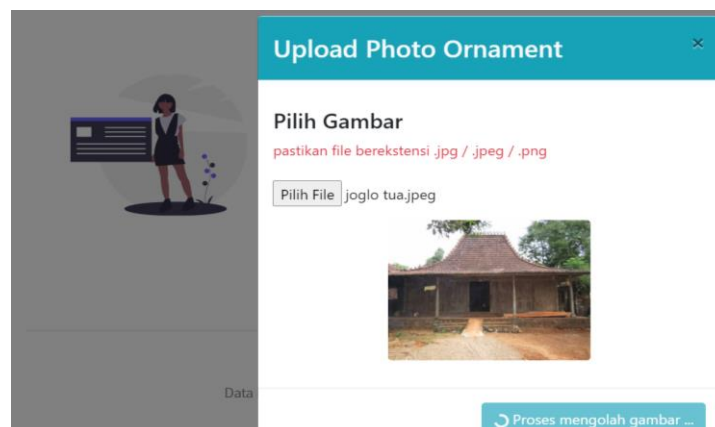 Upload Photo Ornament
×
Pilih Gambar
pastikan file berekstensi .jpg / .jpeg / .png
Pilih File joglo tua.jpeg
Data
Proses mengolah gambar ...